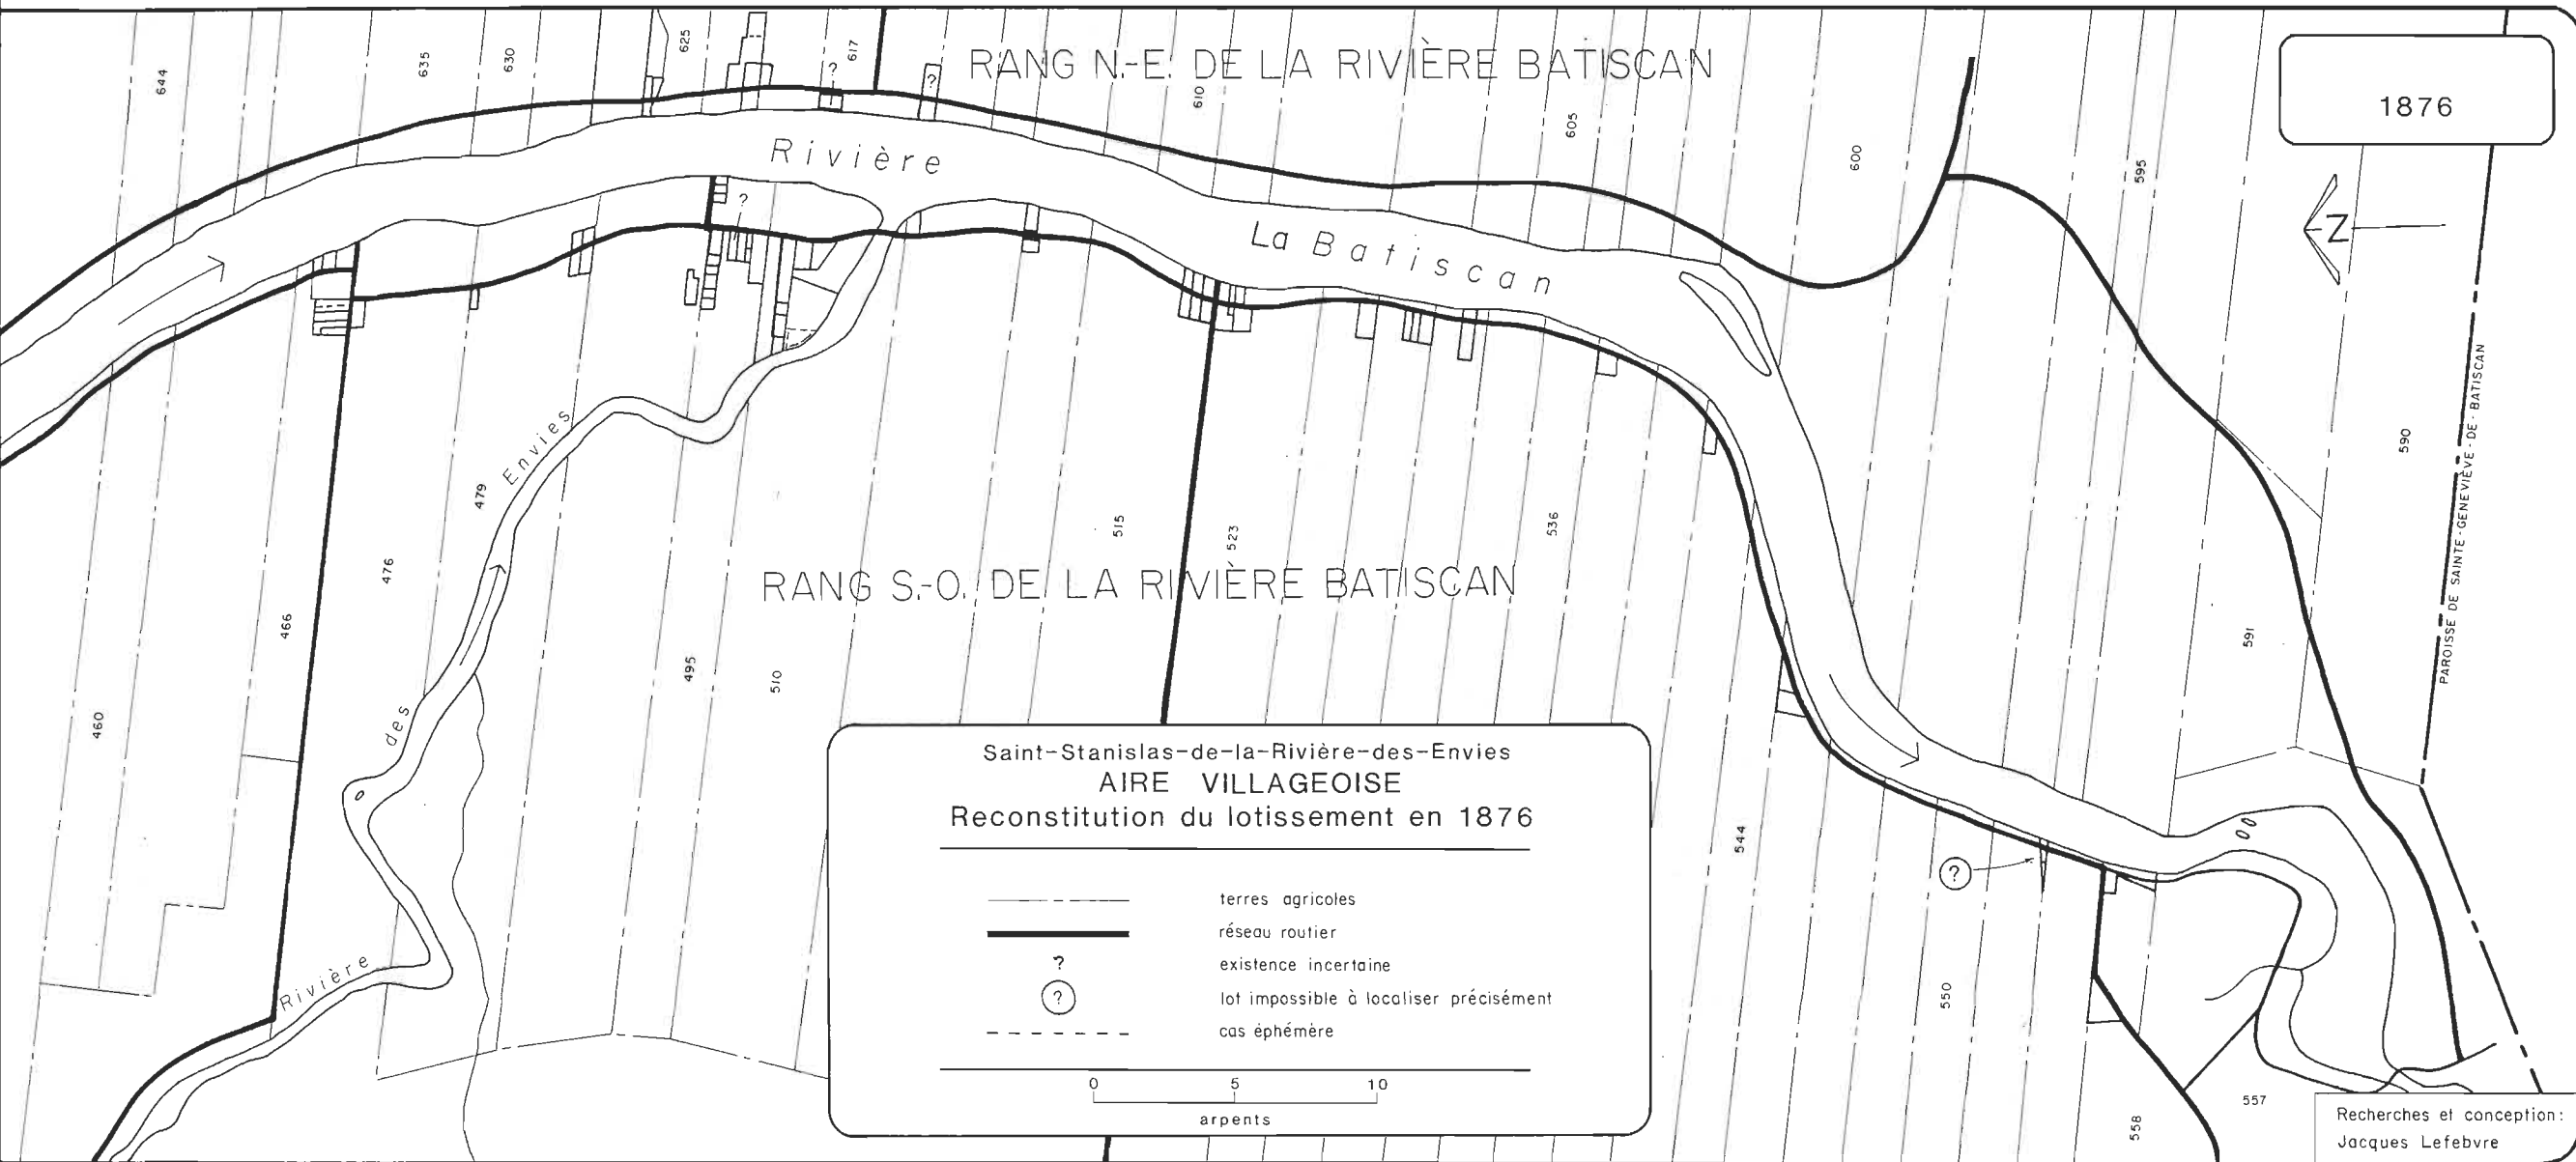 RANG N.-E. DE LA RIVIÈRE BATISCAN
1876
644
635
630
625
617
?
?
610
605
600
595
590
591
Rivière
La Batiscan
?
Z
PAROISSE DE SAINTE-GENEVIÈVE-DE-BATISCAN
Rivière
des
Envies
460
466
476
479
495
510
515
523
536
544
550
558
557
?
RANG S.-O. DE LA RIVIÈRE BATISCAN
Saint-Stanislas-de-la-Rivière-des-Envies
AIRE VILLAGEOISE
Reconstitution du lotissement en 1876
terres agricoles
réseau routier
? existence incertaine
? lot impossible à localiser précisément
cas éphémère
0 5 10
arpents
Recherches et conception:
Jacques Lefebvre